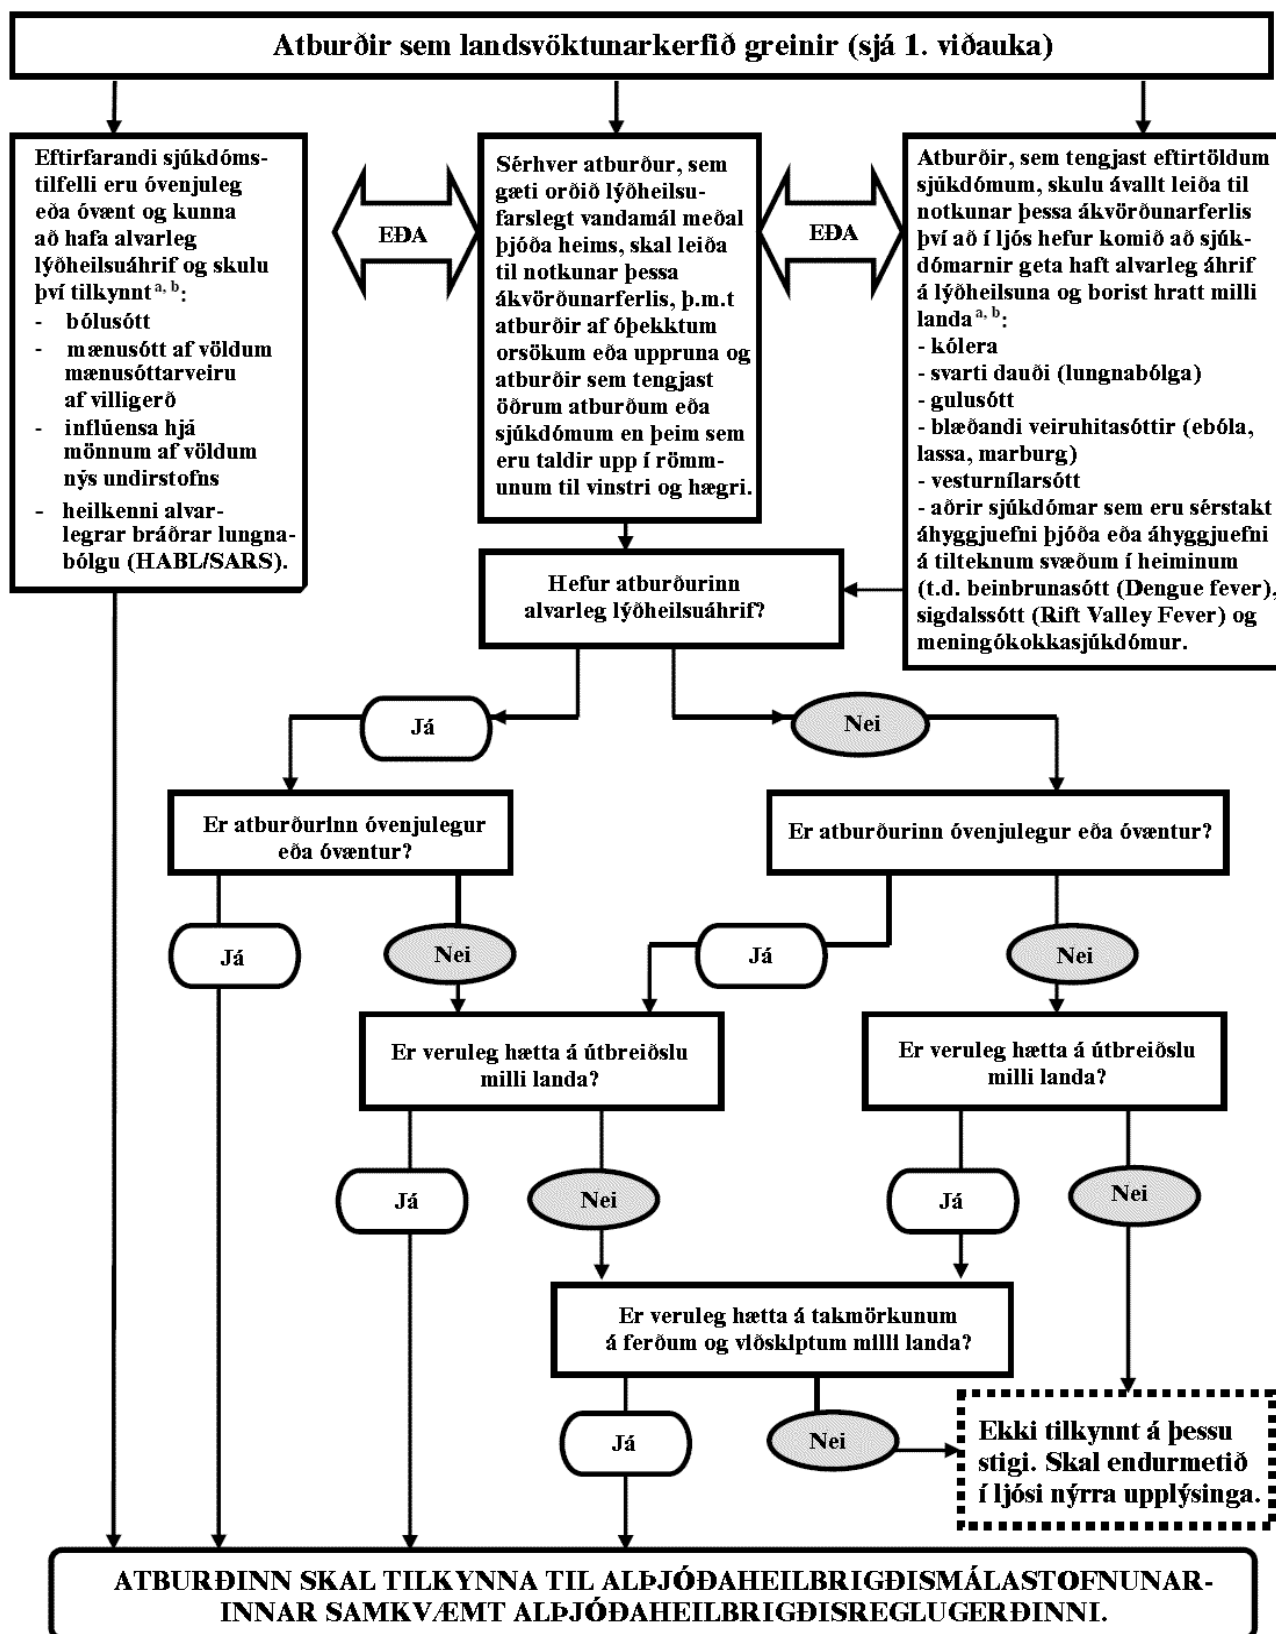 Atburðir sem landsvöktunarkerfið greinir (sjá 1. viðauka)
Eftirfarandi sjúkdóms-
tilfelli eru óvenjuleg
eða óvænt og kunna
að hafa alvarleg
lýðheilsuáhrif og skulu
því tilkynnt a, b:
- bólusótt
- mænusótt af völdum
mænusóttarveiru
af villigerð
- inflúensa hjá
mönnum af völdum
nýs undirstofns
- heilkenni alvar-
legrar bráðrar lungna-
bólgu (HABL/SARS).
EÐA
Sérhver atburður, sem
gæti orðið lýðheilsu-
farslegt vandamál meðal
þjóða heims, skal leiða
til notkunar þessa
ákvörðunarferlis, þ.m.t
atburðir af óþekktum
orsökum eða uppruna og
atburðir sem tengjast
öðrum atburðum eða
sjúkdómum en þeim sem
eru taldir upp í römm-
unum til vinstri og hægri.
EÐA
Atburðir, sem tengjast eftirtöldum
sjúkdómum, skulu ávallt leiða til
notkunar þessa ákvörðunarferlis
því að í ljós hefur komið að sjúk-
dómarnir geta haft alvarleg áhrif
á lýðheilsuna og borist hratt milli
landa a, b:
- kólera
- svarti dauði (lungnabólga)
- gulusótt
- blæðandi veiruhitasóttir (ebóla,
lassa, marburg)
- vesturnílarsótt
- aðrir sjúkdómar sem eru sérstakt
áhyggjuefni þjóða eða áhyggjuefni
á tilteknum svæðum í heiminum
(t.d. beinbrunasótt (Dengue fever),
sigdalssótt (Rift Valley Fever) og
meningókokkasjúkdómur.
Hefur atburðurinn
alvarleg lýðheilsuáhrif?
Já
Nei
Er atburðurinn óvenjulegur
eða óvæntur?
Er atburðurinn óvenjulegur eða óvæntur?
Já
Nei
Já
Nei
Er veruleg hætta á útbreiðslu
milli landa?
Er veruleg hætta á útbreiðslu
milli landa?
Já
Nei
Já
Nei
Er veruleg hætta á takmörkunum
á ferðum og viðskiptum milli landa?
Já
Nei
Ekki tilkynnt á þessu
stigi. Skal endurmetið
í ljósi nýrra upplýsinga.
ATBURÐINN SKAL TILKYNNA TIL ALÞJÓÐAHEILBRIGÐISMÁLASTOFNUNAR-
INNAR SAMKVÆMT ALÞJÓÐAHEILBRIGÐISREGLUGERÐINNI.